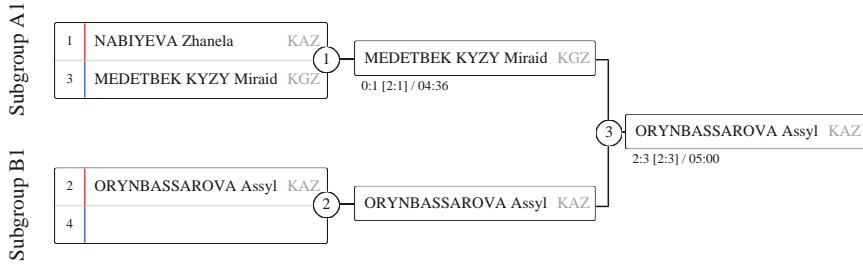 Subgroup A1
1 NABIYEVA Zhanela KAZ
3 MEDETBEK KYZY Miraid KGZ
1
MEDETBEK KYZY Miraid KGZ
0:1 [2:1] / 04:36
3
ORYNBASSAROVA Assyl KAZ
2:3 [2:3] / 05:00
Subgroup B1
2 ORYNBASSAROVA Assyl KAZ
4
2
ORYNBASSAROVA Assyl KAZ